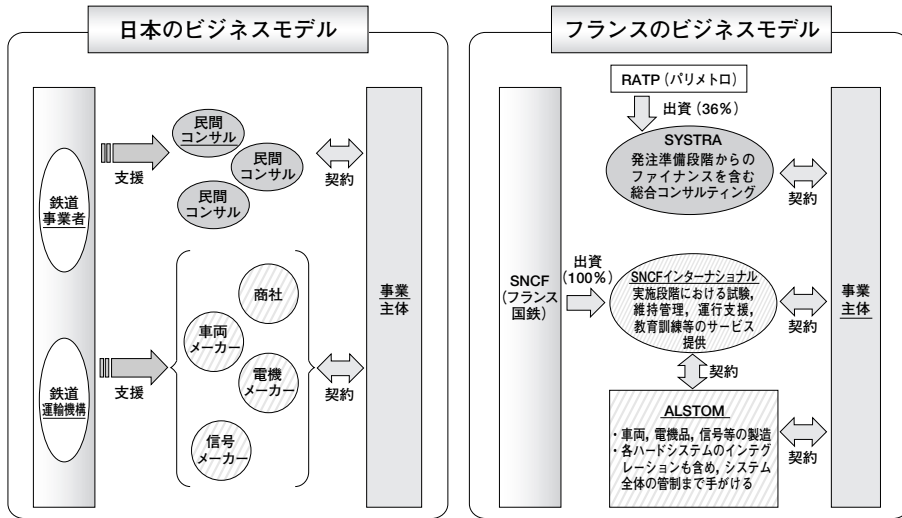 日本のビジネスモデル
鉄道
事業者
鉄道
運輸機構
支援
支援
民間
コンサル
民間
コンサル
民間
コンサル
契約
商社
車両
メーカー
電機
メーカー
信号
メーカー
契約
事業
主体
フランスのビジネスモデル
RATP(パリメトロ)
出資(36%)
SYSTRA
発注準備段階からの
ファイナンスを含む
総合コンサルティング
契約
SNCF
(フランス
国鉄)
出資
(100%)
SNCFインターナショナル
実施段階における試験,
維持管理, 運行支援,
教育訓練等のサービス
提供
契約
契約
ALSTOM
・車両, 電機品, 信号等の製造
・各ハードシステムのインテグ
レーションも含め, システム
全体の管制まで手がける
契約
事業
主体